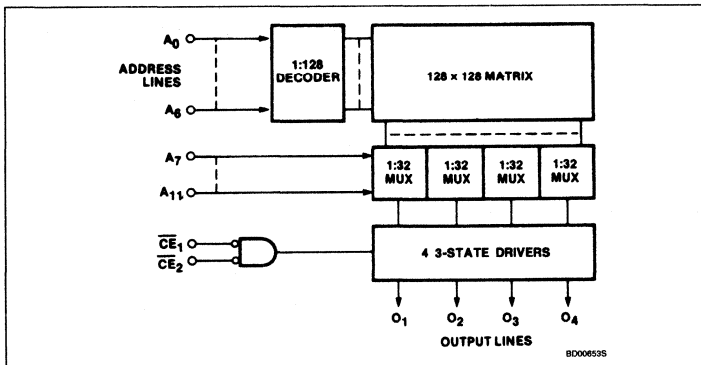 A0
ADDRESS
LINES
A6
1:128
DECODER
128 × 128 MATRIX
A7
A11
1:32
MUX
1:32
MUX
1:32
MUX
1:32
MUX
CE1
CE2
4 3-STATE DRIVERS
O1 O2 O3 O4
OUTPUT LINES
BD00653S